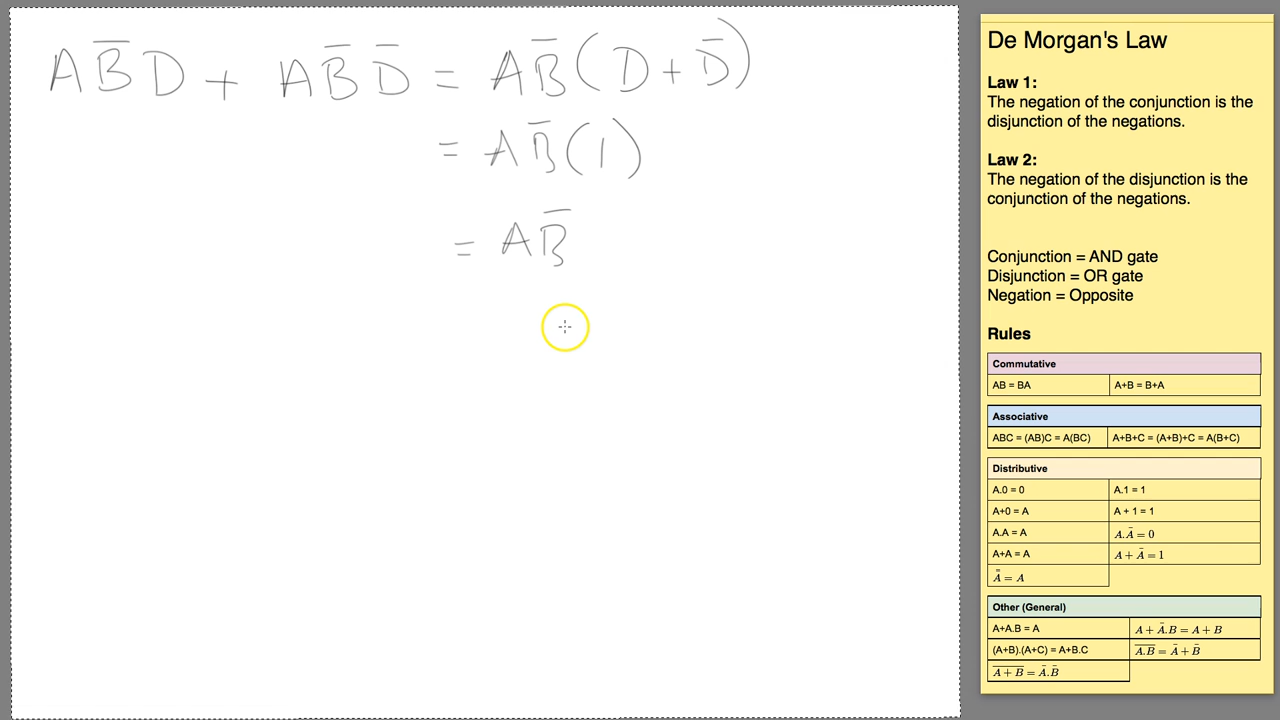 AB̅D + AB̅D̅ = AB̅(D+D̅)
= AB̅(1)
= AB̅
De Morgan's Law
Law 1:
The negation of the conjunction is the
disjunction of the negations.
Law 2:
The negation of the disjunction is the
conjunction of the negations.
Conjunction = AND gate
Disjunction = OR gate
Negation = Opposite
Rules
Commutative
AB = BA A+B = B+A
Associative
ABC = (AB)C = A(BC) A+B+C = (A+B)+C = A(B+C)
Distributive
A.0 = 0 A.1 = 1
A+0 = A A + 1 = 1
A.A = A A.A̅ = 0
A+A = A A + A̅ = 1
A̿ = A
Other (General)
A+A.B = A A + A̅.B = A + B
(A+B).(A+C) = A+B.C A̅.̅B̅ = A̅ + B̅
A̅ ̅+̅ ̅B̅ = A̅.B̅